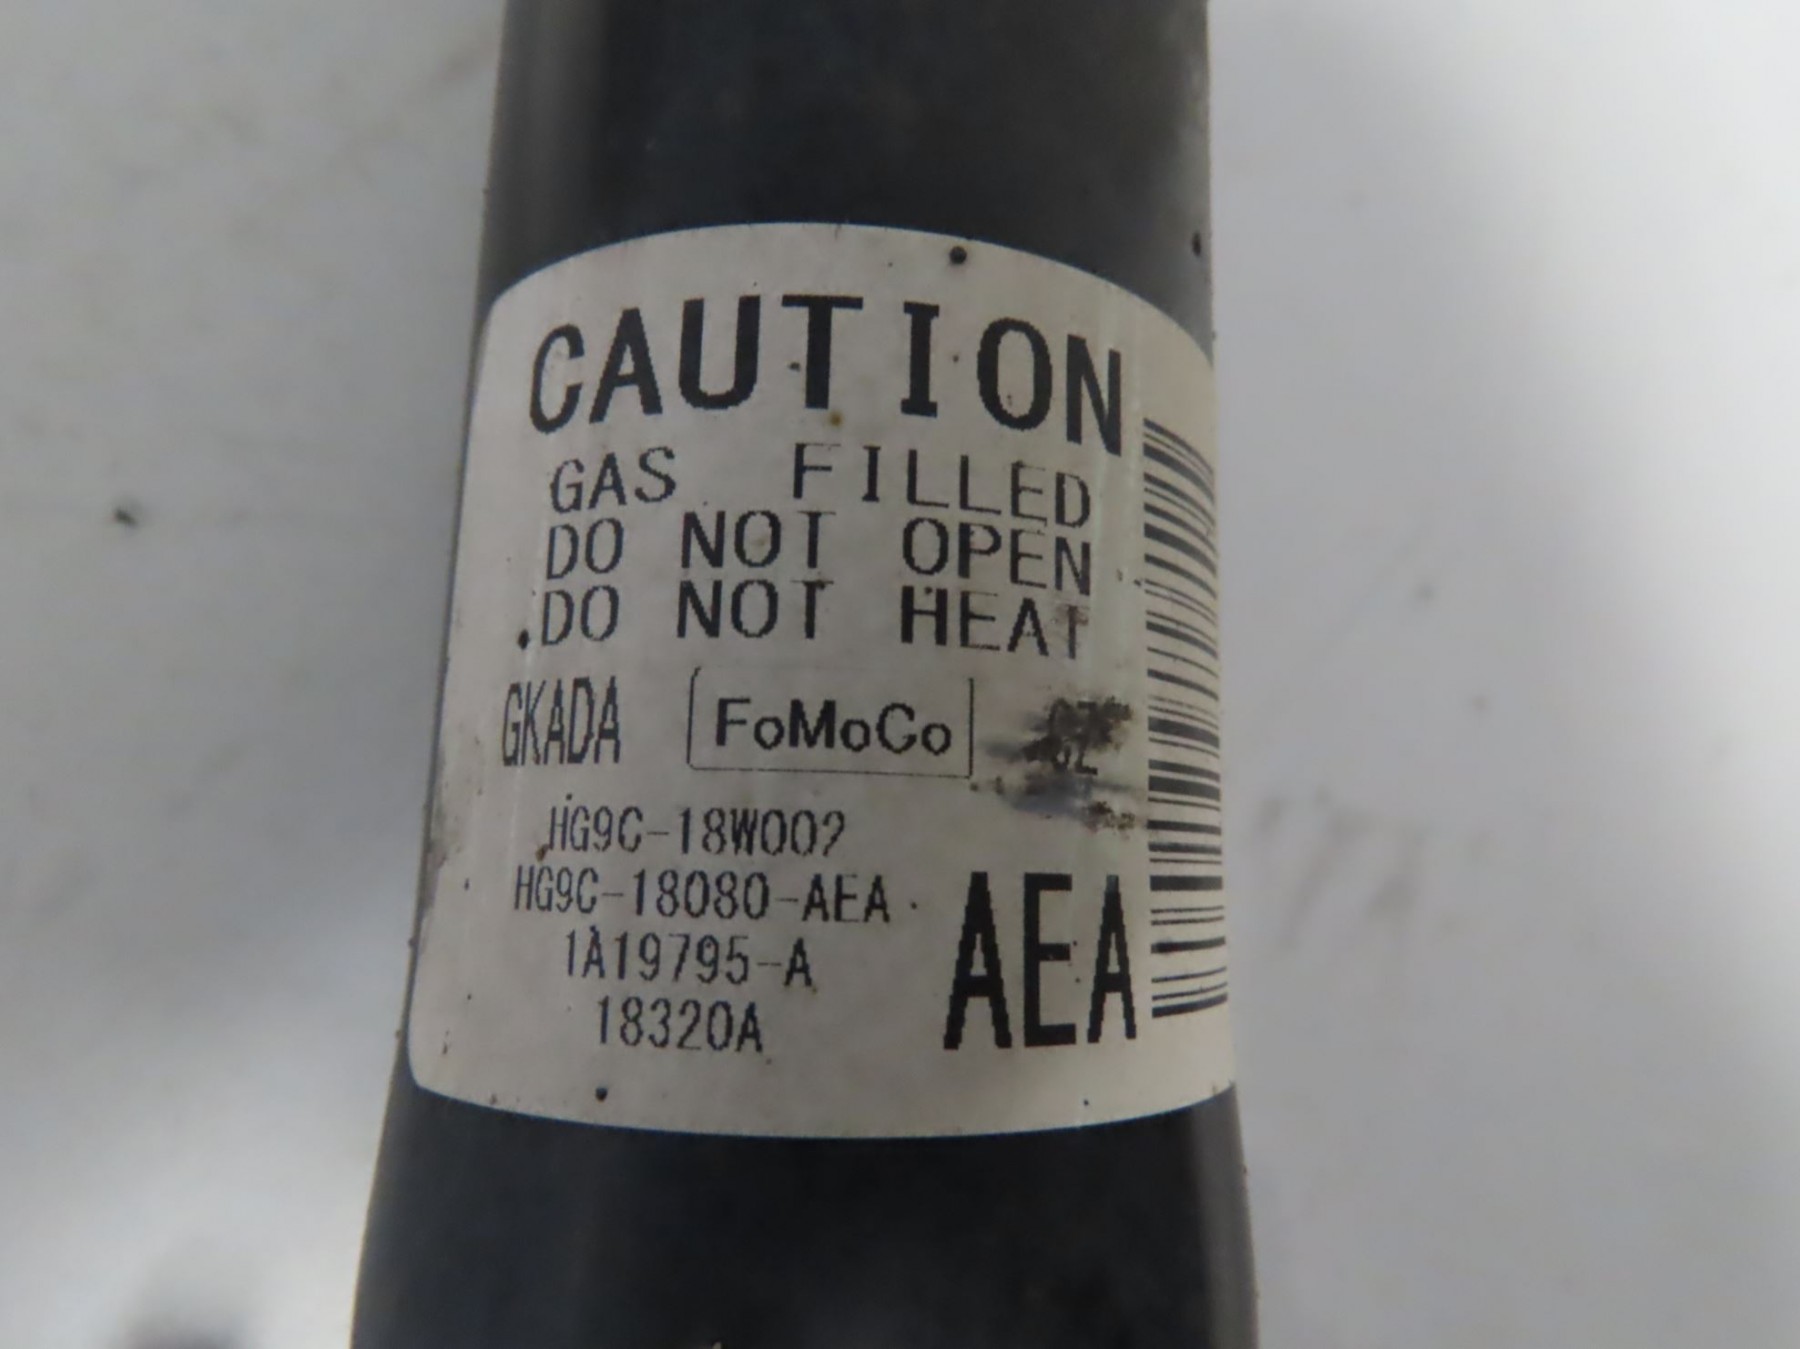 CAUTION
GAS FILLED
DO NOT OPEN
DO NOT HEAT
GKADA FoMoCo
HG9C-18W002
HG9C-18080-AEA
1A19795-A
18320A
AEA